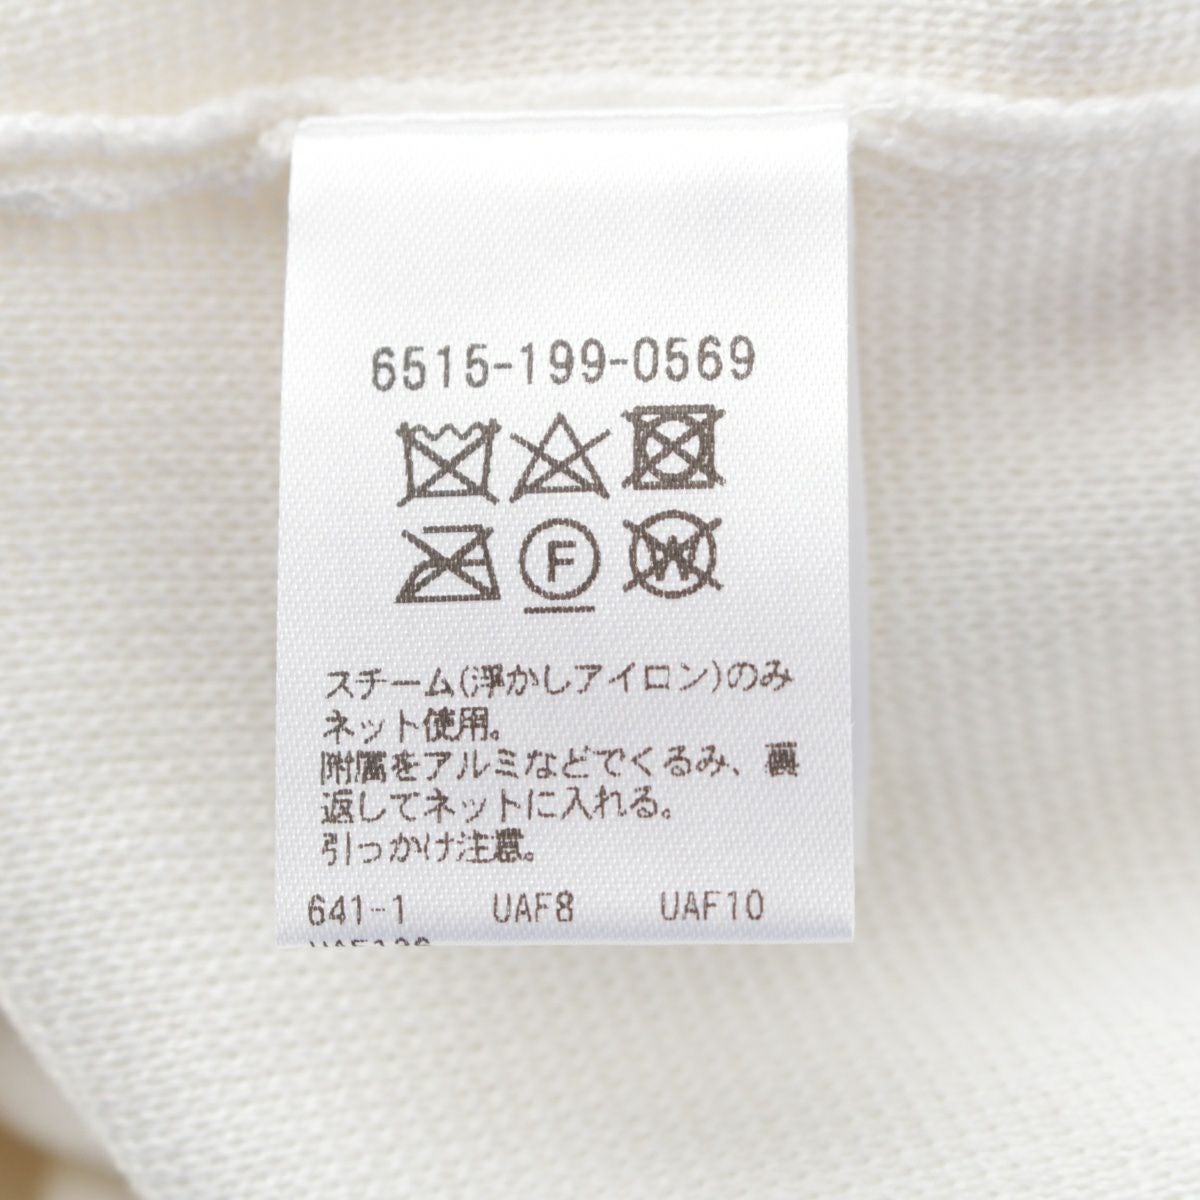 6515-199-0569
F
W
スチーム(浮かしアイロン)のみ
ネット使用。
附属をアルミなどでくるみ、裏
返してネットに入れる。
引っかけ注意。
641-1 UAF8 UAF10